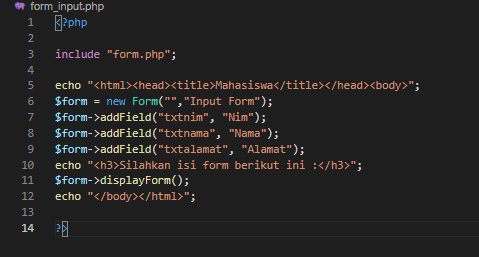 form_input.php
1 <?php
2
3 include "form.php";
4
5 echo "<html><head><title>Mahasiswa</title></head><body>";
6 $form = new Form("","Input Form");
7 $form->addField("txtnim", "Nim");
8 $form->addField("txtnama", "Nama");
9 $form->addField("txtalamat", "Alamat");
10 echo "<h3>Silahkan isi form berikut ini :</h3>";
11 $form->displayForm();
12 echo "</body></html>";
13
14 ?>